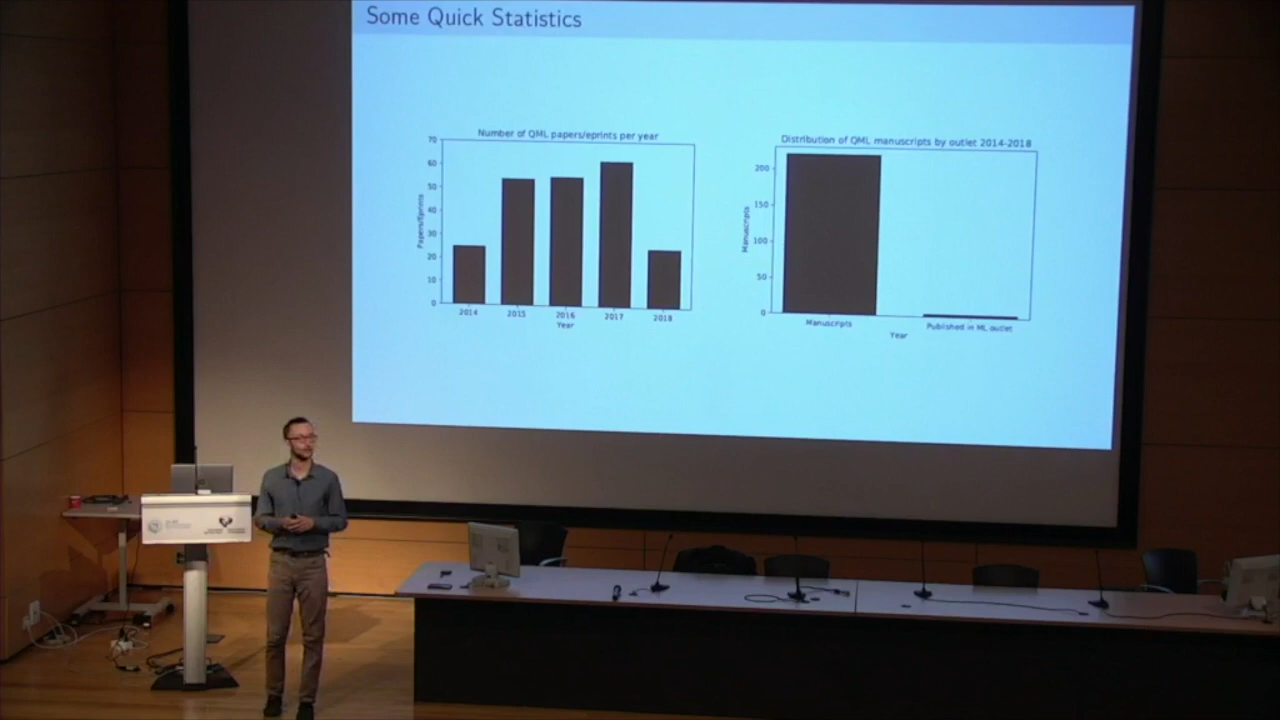 Some Quick Statistics
Number of QML papers/eprints per year
Papers/Eprints
70
60
50
40
30
20
10
0
2014 2015 2016 2017 2018
Year
Distribution of QML manuscripts by outlet 2014-2018
Manuscripts
200
150
100
50
0
Manuscripts Published in ML outlet
Year